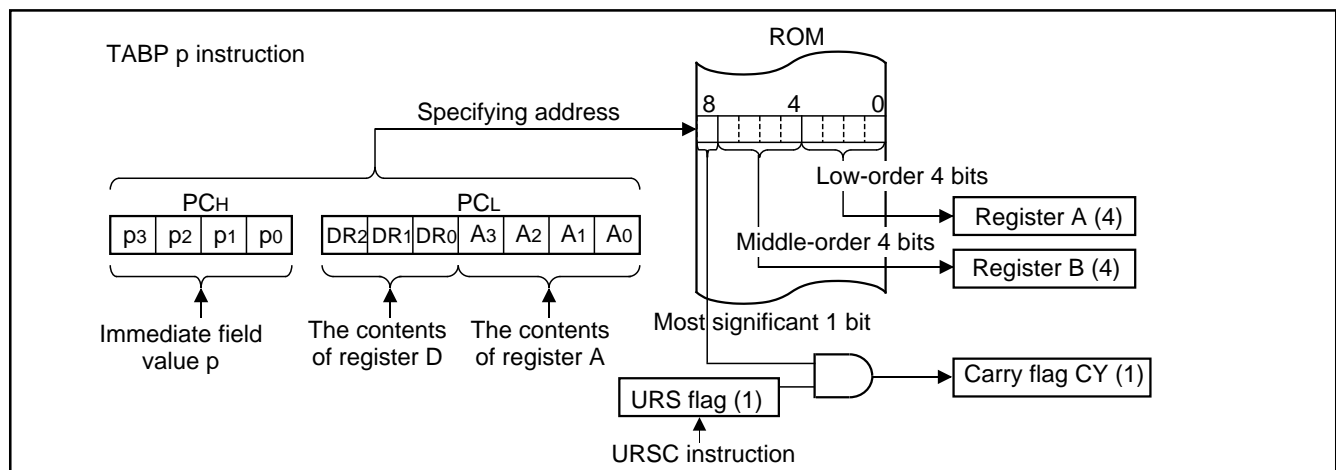 TABP p instruction
ROM
8 4 0
Specifying address
Low-order 4 bits
PCH PCL
p3 p2 p1 p0 DR2 DR1 DR0 A3 A2 A1 A0
Register A (4)
Middle-order 4 bits
Register B (4)
Immediate field
value p
The contents
of register D
The contents
of register A
Most significant 1 bit
Carry flag CY (1)
URS flag (1)
URSC instruction